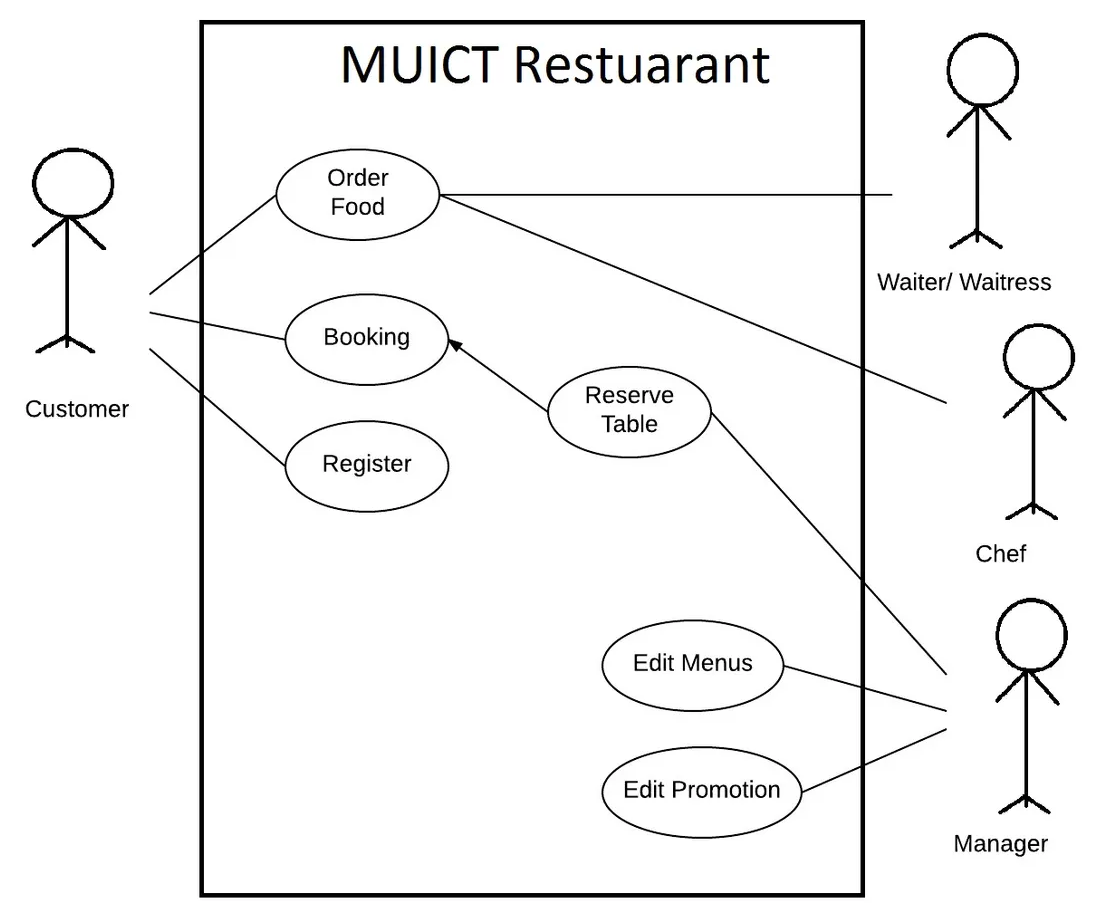 MUICT Restuarant
Order
Food
Waiter/ Waitress
Booking
Reserve
Table
Customer
Register
Chef
Edit Menus
Edit Promotion
Manager